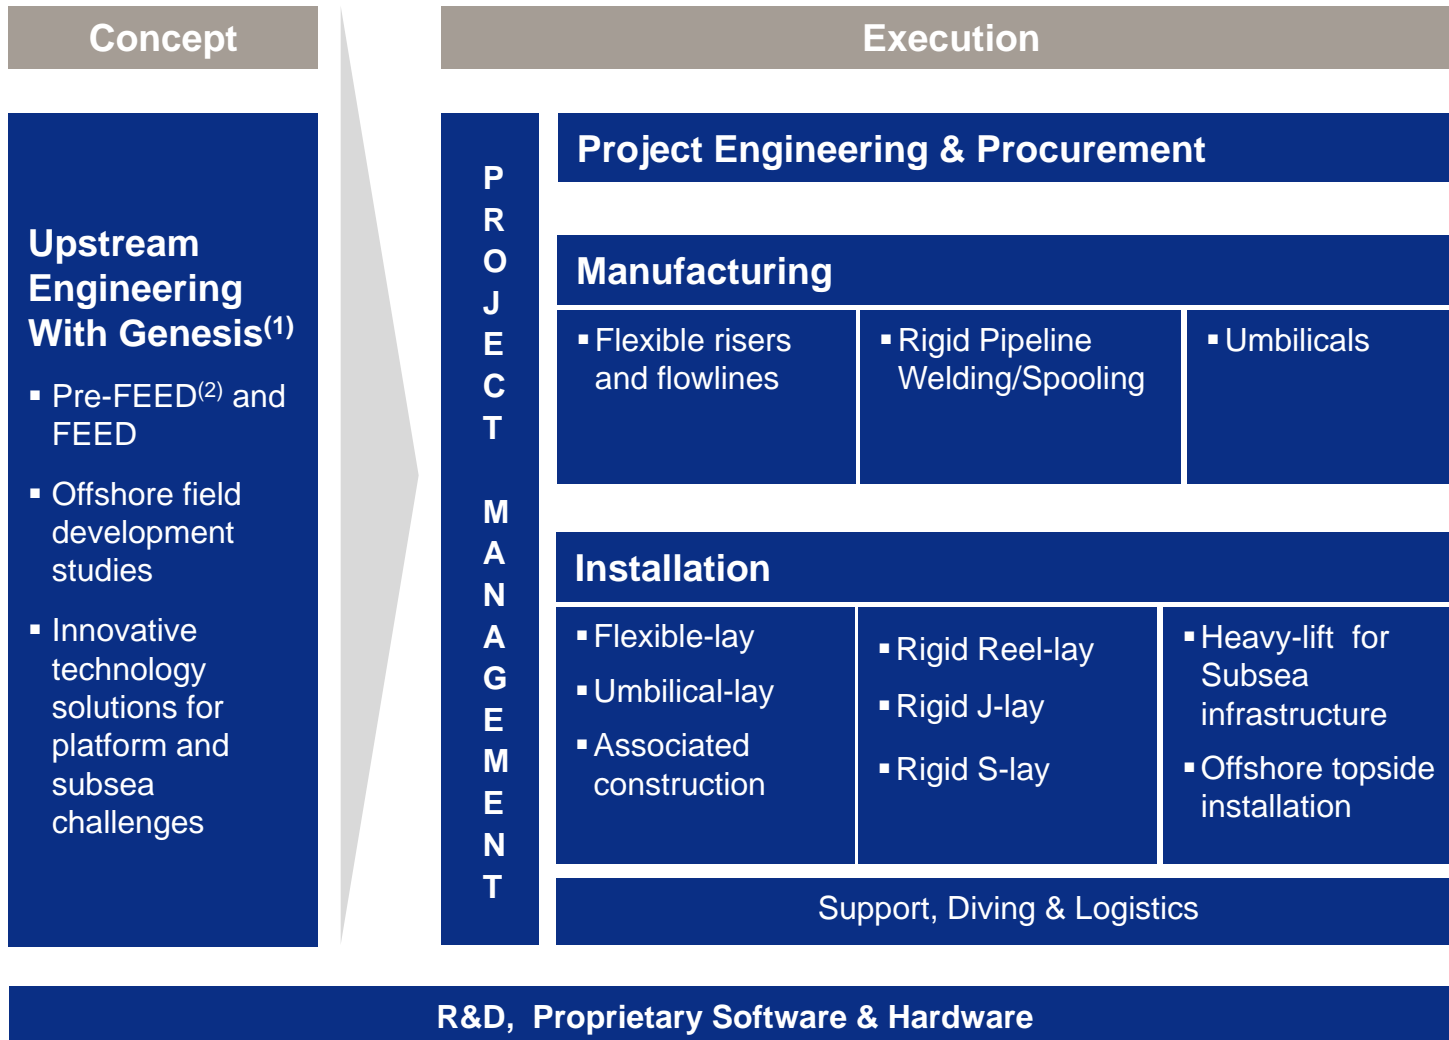 Concept
Execution
Upstream
Engineering
With Genesis(1)
▪ Pre-FEED(2) and
FEED
▪ Offshore field
development
studies
▪ Innovative
technology
solutions for
platform and
subsea
challenges
PROJECT MANAGEMENT
Project Engineering & Procurement
Manufacturing
▪ Flexible risers
and flowlines
▪ Rigid Pipeline
Welding/Spooling
▪ Umbilicals
Installation
▪ Flexible-lay
▪ Umbilical-lay
▪ Associated
construction
▪ Rigid Reel-lay
▪ Rigid J-lay
▪ Rigid S-lay
▪ Heavy-lift for
Subsea
infrastructure
▪ Offshore topside
installation
Support, Diving & Logistics
R&D, Proprietary Software & Hardware